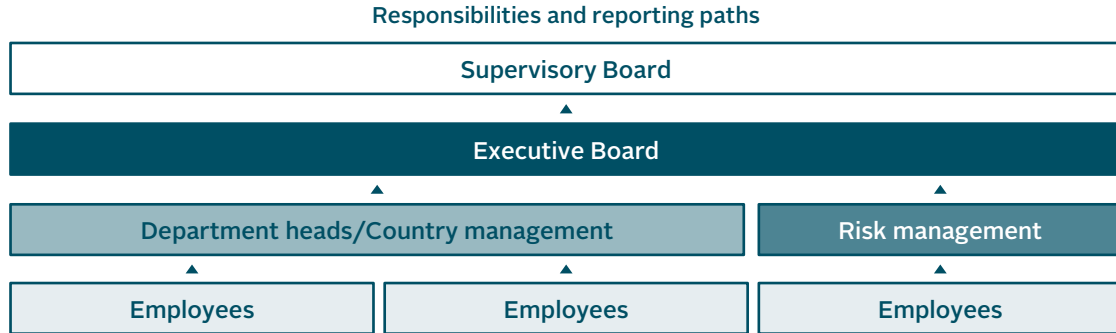 Responsibilities and reporting paths
Supervisory Board
Executive Board
Department heads/Country management
Risk management
Employees
Employees
Employees